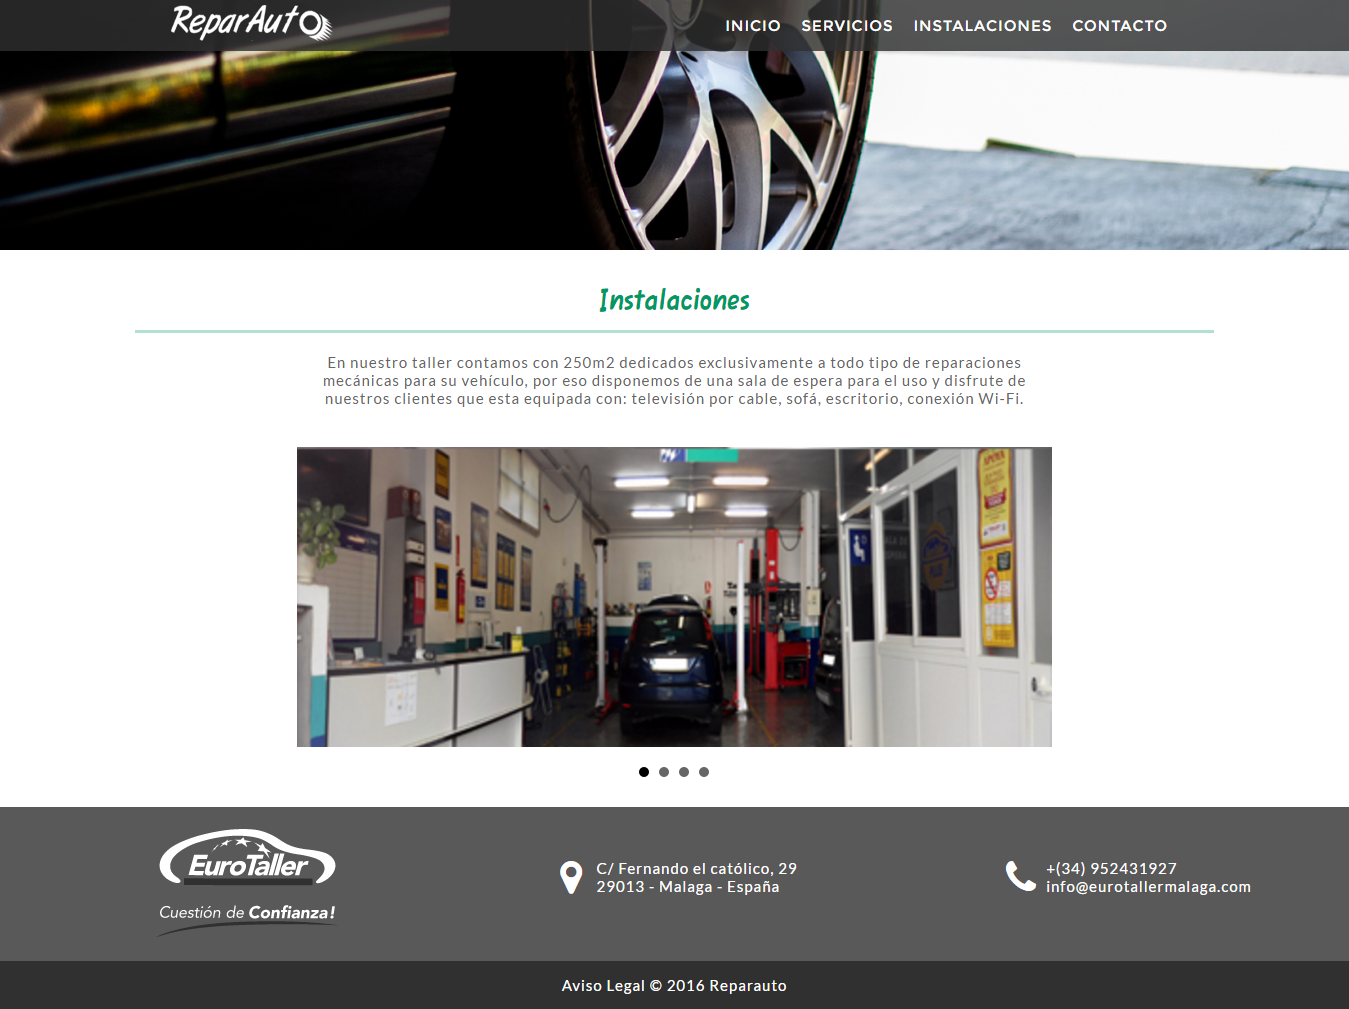 ReparAuto
INICIO SERVICIOS INSTALACIONES CONTACTO
Instalaciones
En nuestro taller contamos con 250m2 dedicados exclusivamente a todo tipo de reparaciones
mecánicas para su vehículo, por eso disponemos de una sala de espera para el uso y disfrute de
nuestros clientes que esta equipada con: televisión por cable, sofá, escritorio, conexión Wi-Fi.
SALA DE
ESPERA
EuroTaller
Cuestión de Confianza!
C/ Fernando el católico, 29
29013 - Malaga - España
+(34) 952431927
info@eurotallermalaga.com
Aviso Legal © 2016 Reparauto